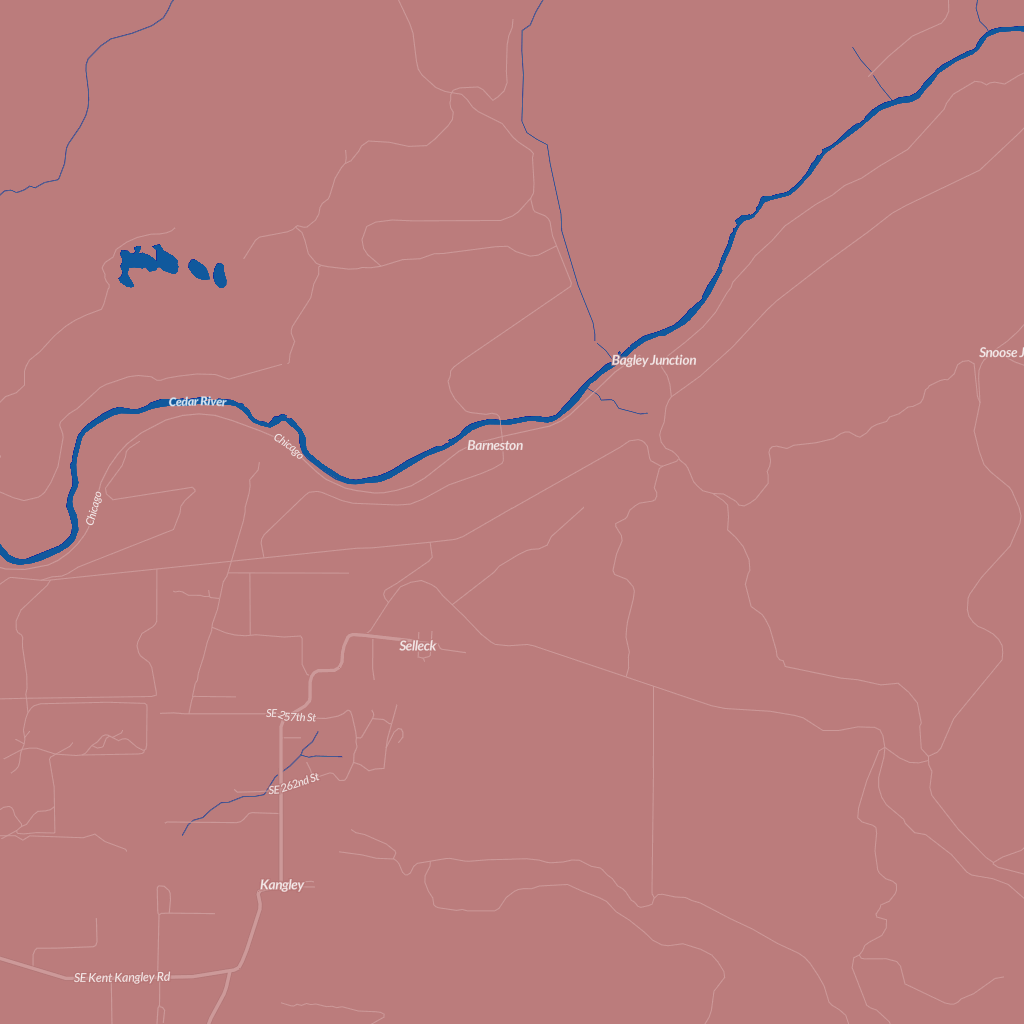 Bagley Junction
Snoose J
Cedar River
Chicago
Barneston
Chicago
Selleck
SE 257th St
SE 262nd St
Kangley
SE Kent Kangley Rd